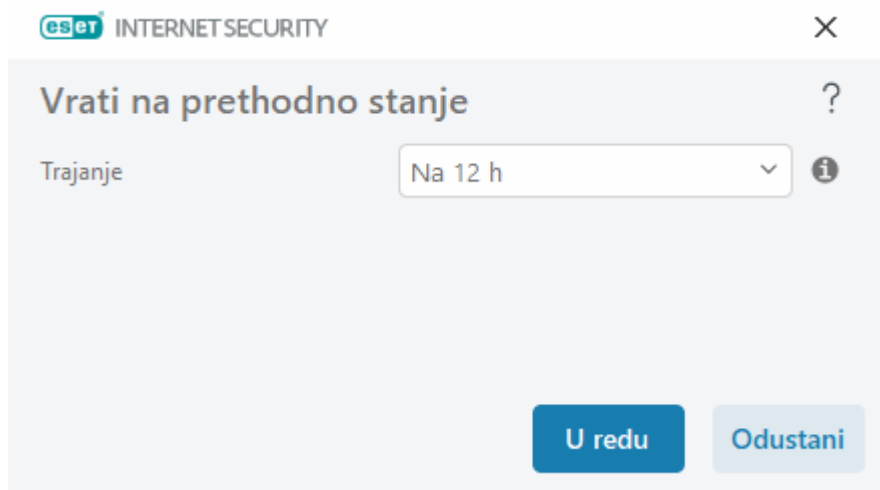 eseT INTERNET SECURITY
Vrati na prethodno stanje
?
Trajanje
Na 12 h
U redu
Odustani